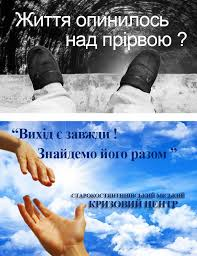 Життя опинилось
над прірвою ?
“Вихід є завжди !
Знайдемо його разом ”
СТАРОКОСТЯНТИНІВСЬКИЙ МІСЬКИЙ
КРИЗОВИЙ ЦЕНТР